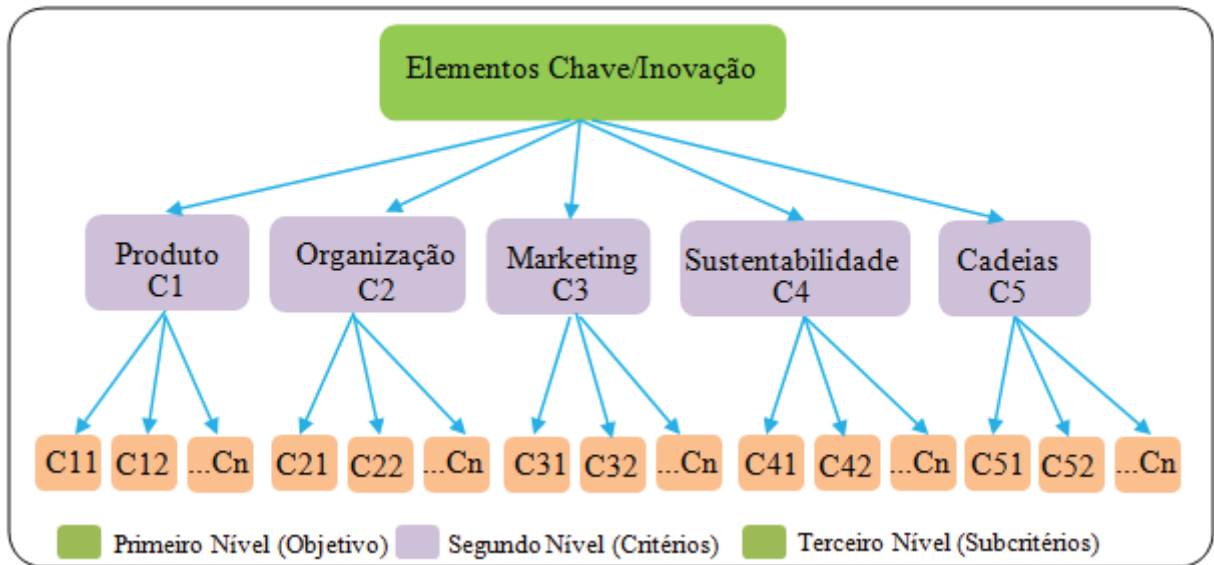 Elementos Chave/Inovação
Produto
C1
Organização
C2
Marketing
C3
Sustentabilidade
C4
Cadeias
C5
C11
C12
...Cn
C21
C22
...Cn
C31
C32
...Cn
C41
C42
...Cn
C51
C52
...Cn
Primeiro Nível (Objetivo)
Segundo Nível (Critérios)
Terceiro Nível (Subcritérios)